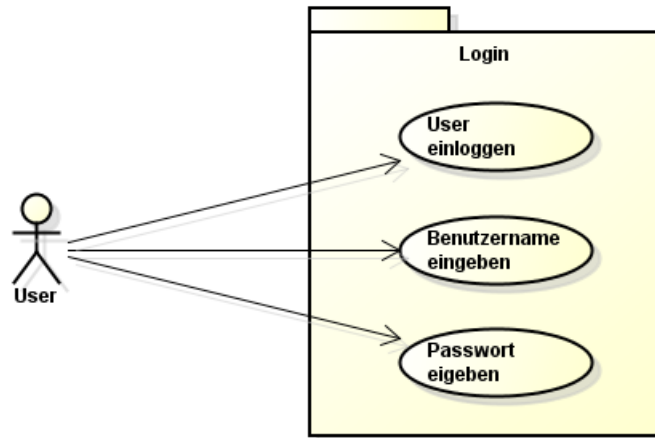 Login
User
einloggen
Benutzername
eingeben
User
Passwort
eigeben